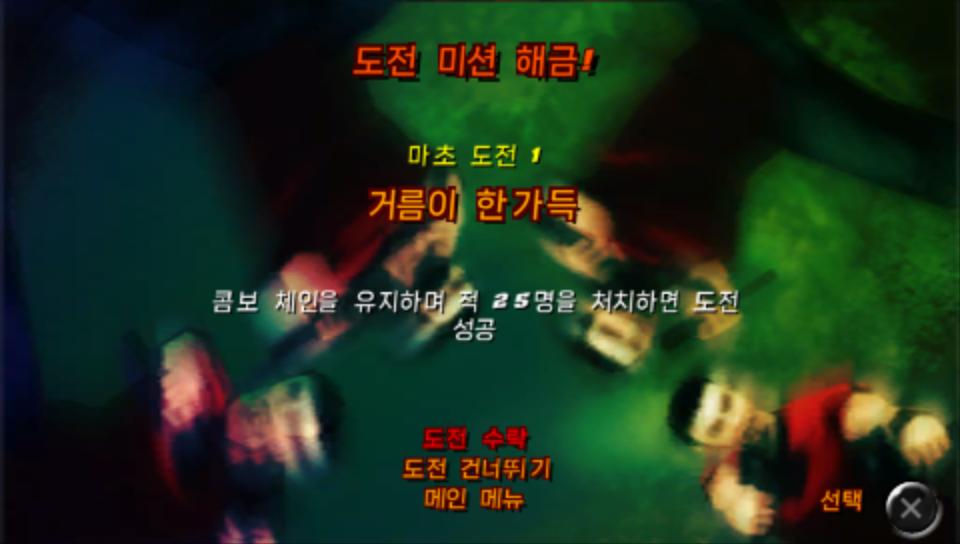 도전 미션 해금!
마초 도전 1
거름이 한가득
콤보 체인을 유지하며 적 25명을 처치하면 도전
성공
도전 수락
도전 건너뛰기
메인 메뉴
선택